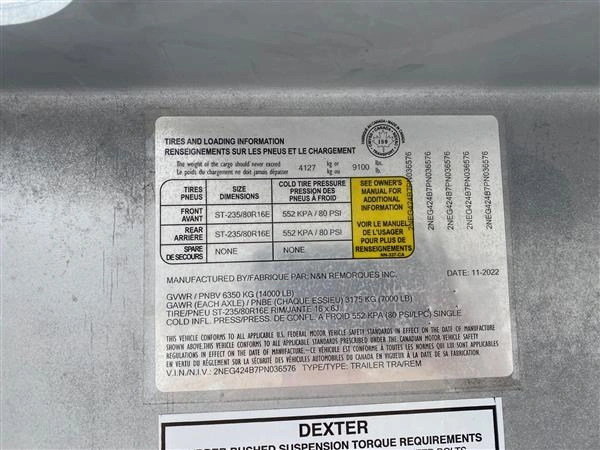 TIRES AND LOADING INFORMATION
RENSEIGNEMENTS SUR LES PNEUS ET LE CHARGEMENT
The weight of the cargo should never exceed 4127 kg or 9100 lbs.
Le poids du chargement ne doit jamais dépasser kg ou lb.
TIRES PNEUS SIZE DIMENSIONS COLD TIRE PRESSURE PRESSION DES PNEUS À FROID
FRONT AVANT ST-235/80R16E 552 KPA / 80 PSI
REAR ARRIÈRE ST-235/80R16E 552 KPA / 80 PSI
SPARE DE SECOURS NONE NONE
SEE OWNER'S
MANUAL FOR
ADDITIONAL
INFORMATION
VOIR LE MANUEL
DE L'USAGER
POUR PLUS DE
RENSEIGNEMENTS
NN-337-CA
CANADA
159
2NEG424B7PN036576
2NEG424B7PN036576
2NEG424B7PN036576
2NEG424B7PN036576
MANUFACTURED BY/FABRIQUE PAR: N&N REMORQUES INC. DATE: 11-2022
GVWR / PNBV 6350 KG (14000 LB)
GAWR (EACH AXLE) / PNBE (CHAQUE ESSIEU) 3175 KG (7000 LB)
TIRE/PNEU ST-235/80R16E RIM/JANTE 16 x 6J
COLD INFL. PRESS/PRESS. DE CONFL. A FROID 552 KPA (80 PSI/LPC) SINGLE
THIS VEHICLE CONFORMS TO ALL APPLICABLE U.S. FEDERAL MOTOR VEHICLE SAFETY STANDARDS IN EFFECT ON THE DATE OF MANUFACTURE
SHOWN ABOVE.THIS VEHICLE CONFORMS TO ALL APPLICABLE STANDARDS PRESCRIBED UNDER THE CANADIAN MOTOR VEHICLE SAFETY
REGULATIONS IN EFFECT ON THE DATE OF MANUFACTURE.--CE VÉHICULE EST CONFORME À TOUTES LES NORMES QUI LUI SONT APPLICABLES
EN VERTU DU RÈGLEMENT SUR LA SÉCURITÉ DES VÉHICULES AUTOMOBILES DU CANADA EN VIGUEUR À LA DATE DE SA FABRICATION.
V.I.N./N.I.V.: 2NEG424B7PN036576 TYPE/TYPE: TRAILER TRA/REM
DEXTER
SUSPENSION TORQUE REQUIREMENTS